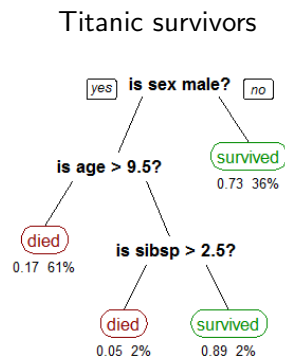 Titanic survivors
yes is sex male? no
is age > 9.5?
survived
0.73 36%
died
0.17 61%
is sibsp > 2.5?
died survived
0.05 2% 0.89 2%